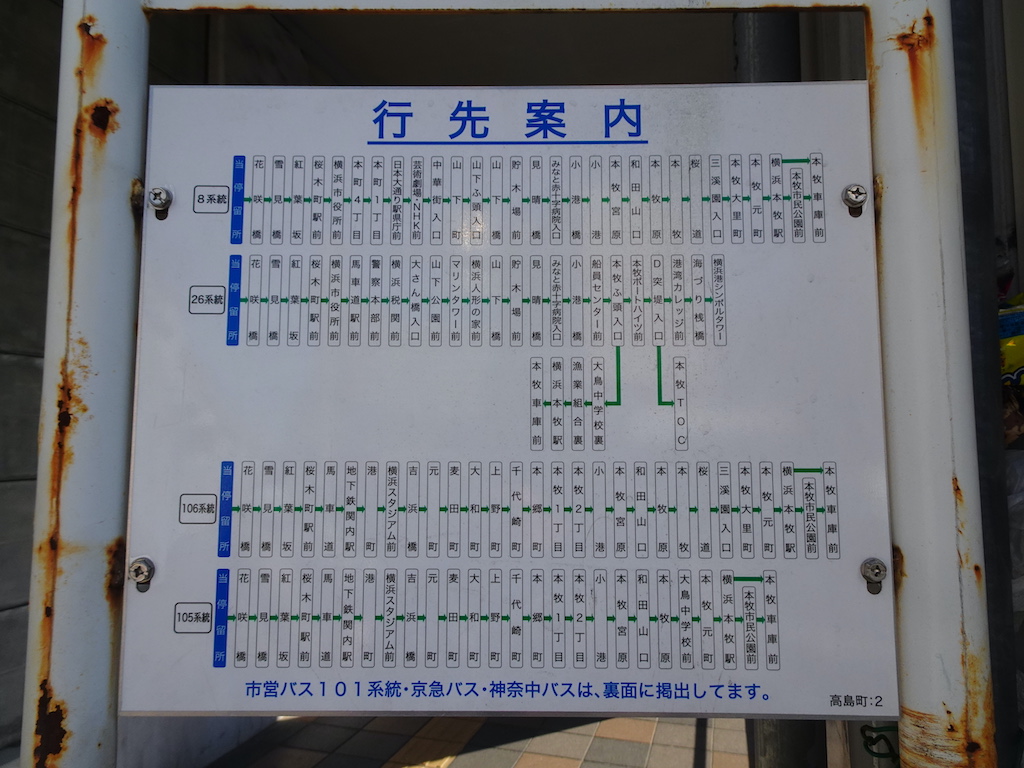 行先案内
8系統 当停留所 花咲橋 雪見橋 紅葉坂 桜木町駅前 横浜市役所前 本町4丁目 本町1丁目 日本大通り駅県庁前 芸術劇場・NHK前 中華街入口 山下町 山下ふ頭入口 山下橋 貯木場前 見晴橋 みなと赤十字病院入口 小港橋 小港 本牧宮原 和田山口 本牧原 本牧 桜道 三溪園入口 本牧大里町 本牧元町 横浜本牧駅 本牧市民公園前 本牧車庫前
26系統 当停留所 花咲橋 雪見橋 紅葉坂 桜木町駅前 横浜市役所前 馬車道駅前 警察本部前 横浜税関前 大さん橋入口 山下公園前 マリンタワー前 横浜人形の家前 山下橋 貯木場前 見晴橋 みなと赤十字病院入口 小港橋 船員センター前 本牧ふ頭入口 本牧ポートハイツ前 D突堤入口 港湾カレッジ前 海づり桟橋 横浜港シンボルタワー
本牧車庫前 横浜本牧駅 漁業組合裏 大鳥中学校裏 本牧TOC
106系統 当停留所 花咲橋 雪見橋 紅葉坂 桜木町駅前 馬車道 地下鉄関内駅 港町 横浜スタジアム前 吉浜 元町 麦田町 大和町 上野町 千代崎町 本郷町 本牧1丁目 本牧2丁目 小港 本牧宮原 和田山口 本牧原 本牧 桜道 三溪園入口 本牧大里町 本牧元町 横浜本牧駅 本牧市民公園前 本牧車庫前
105系統 当停留所 花咲橋 雪見橋 紅葉坂 桜木町駅前 馬車道 地下鉄関内駅 港町 横浜スタジアム前 吉浜橋 元町 麦田町 大和町 上野町 千代崎町 本郷町 本牧1丁目 本牧2丁目 小港 本牧宮原 和田山口 本牧原 大鳥中学校前 本牧元町 横浜本牧駅 本牧市民公園前 本牧車庫前
市営バス101系統・京急バス・神奈中バスは、裏面に掲出してます。
高島町:2